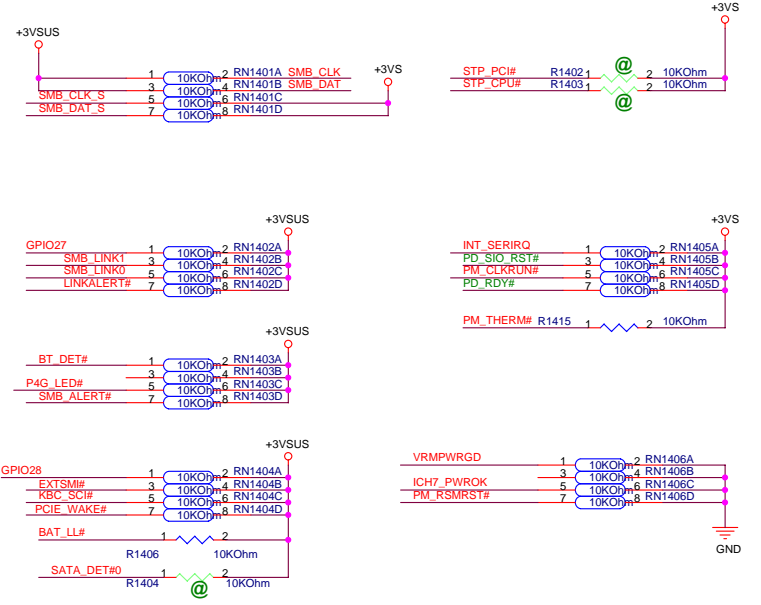 +3VSUS
1 10KOhm 2 RN1401A SMB_CLK
3 10KOhm 4 RN1401B SMB_DAT
SMB_CLK_S 5 10KOhm 6 RN1401C
SMB_DAT_S 7 10KOhm 8 RN1401D
+3VS
+3VS
STP_PCI# R1402 1 @ 2 10KOhm
STP_CPU# R1403 1 @ 2 10KOhm
+3VSUS
GPIO27 1 10KOhm 2 RN1402A
SMB_LINK1 3 10KOhm 4 RN1402B
SMB_LINK0 5 10KOhm 6 RN1402C
LINKALERT# 7 10KOhm 8 RN1402D
+3VS
INT_SERIRQ 1 10KOhm 2 RN1405A
PD_SIO_RST# 3 10KOhm 4 RN1405B
PM_CLKRUN# 5 10KOhm 6 RN1405C
PD_RDY# 7 10KOhm 8 RN1405D
PM_THERM# R1415 1 2 10KOhm
+3VSUS
BT_DET# 1 10KOhm 2 RN1403A
3 10KOhm 4 RN1403B
P4G_LED# 5 10KOhm 6 RN1403C
SMB_ALERT# 7 10KOhm 8 RN1403D
+3VSUS
GPIO28 1 10KOhm 2 RN1404A
EXTSMI# 3 10KOhm 4 RN1404B
KBC_SCI# 5 10KOhm 6 RN1404C
PCIE_WAKE# 7 10KOhm 8 RN1404D
BAT_LL# 1 2
R1406 10KOhm
SATA_DET#0 1 2
R1404 @ 10KOhm
VRMPWRGD 1 10KOhm 2 RN1406A
3 10KOhm 4 RN1406B
ICH7_PWROK 5 10KOhm 6 RN1406C
PM_RSMRST# 7 10KOhm 8 RN1406D
GND